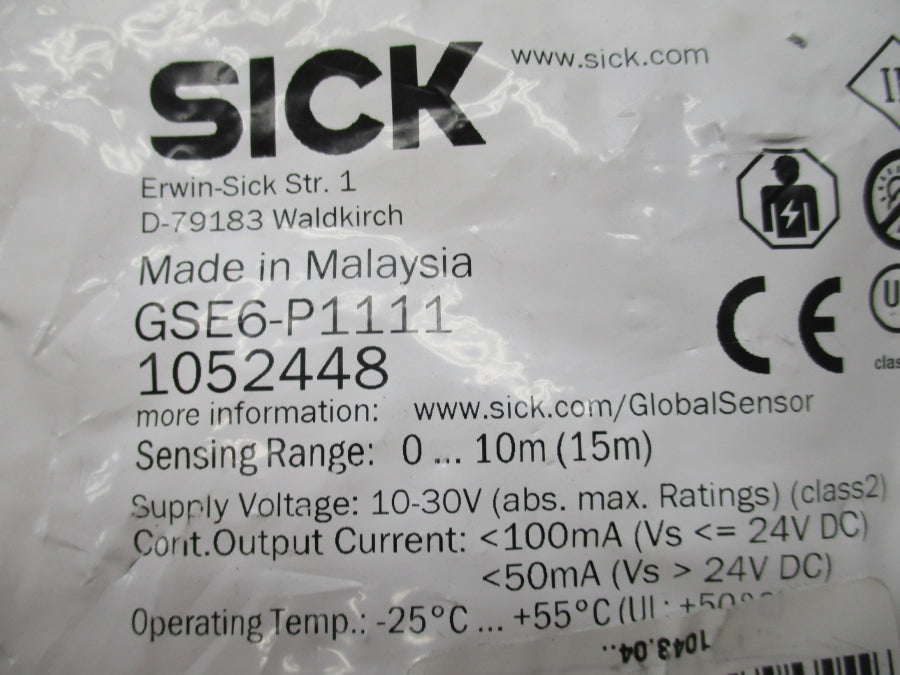 SICK www.sick.com
Erwin-Sick Str. 1
D-79183 Waldkirch
Made in Malaysia
GSE6-P1111
1052448
more information: www.sick.com/GlobalSensor
Sensing Range: 0 ... 10m (15m)
Supply Voltage: 10-30V (abs. max. Ratings) (class2)
Cont.Output Current: <100mA (Vs <= 24V DC)
<50mA (Vs > 24V DC)
Operating Temp.: -25°C ... +55°C (UL: +50°
1043.04..
CE